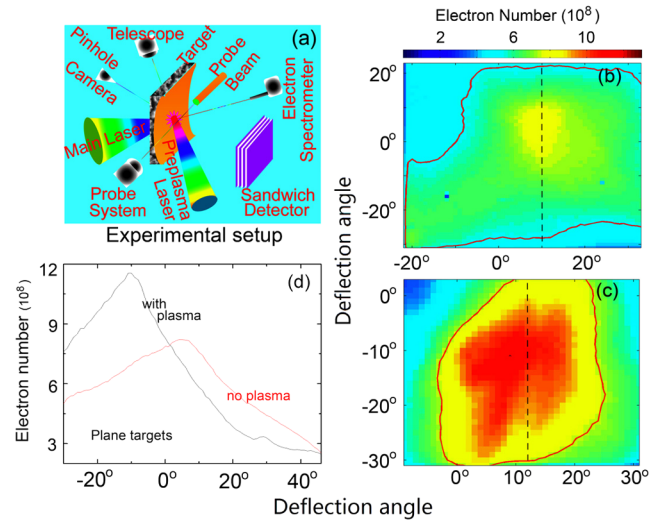 Electron Number (10⁸)
2 6 10
(a)
Telescope
Pinhole
Camera
Target
Probe
Beam
Electron
Spectrometer
Main Laser
Preplasma
Laser
Probe
System
Sandwich
Detector
Experimental setup
(b)
20°
0°
-20°
-20° 0° 20°
Deflection angle
(c)
0°
-10°
-20°
-30°
0° 10° 20° 30°
(d)
12
9
6
3
Electron number (10⁸)
with
plasma
no plasma
Plane targets
-20° 0° 20° 40°
Deflection angle